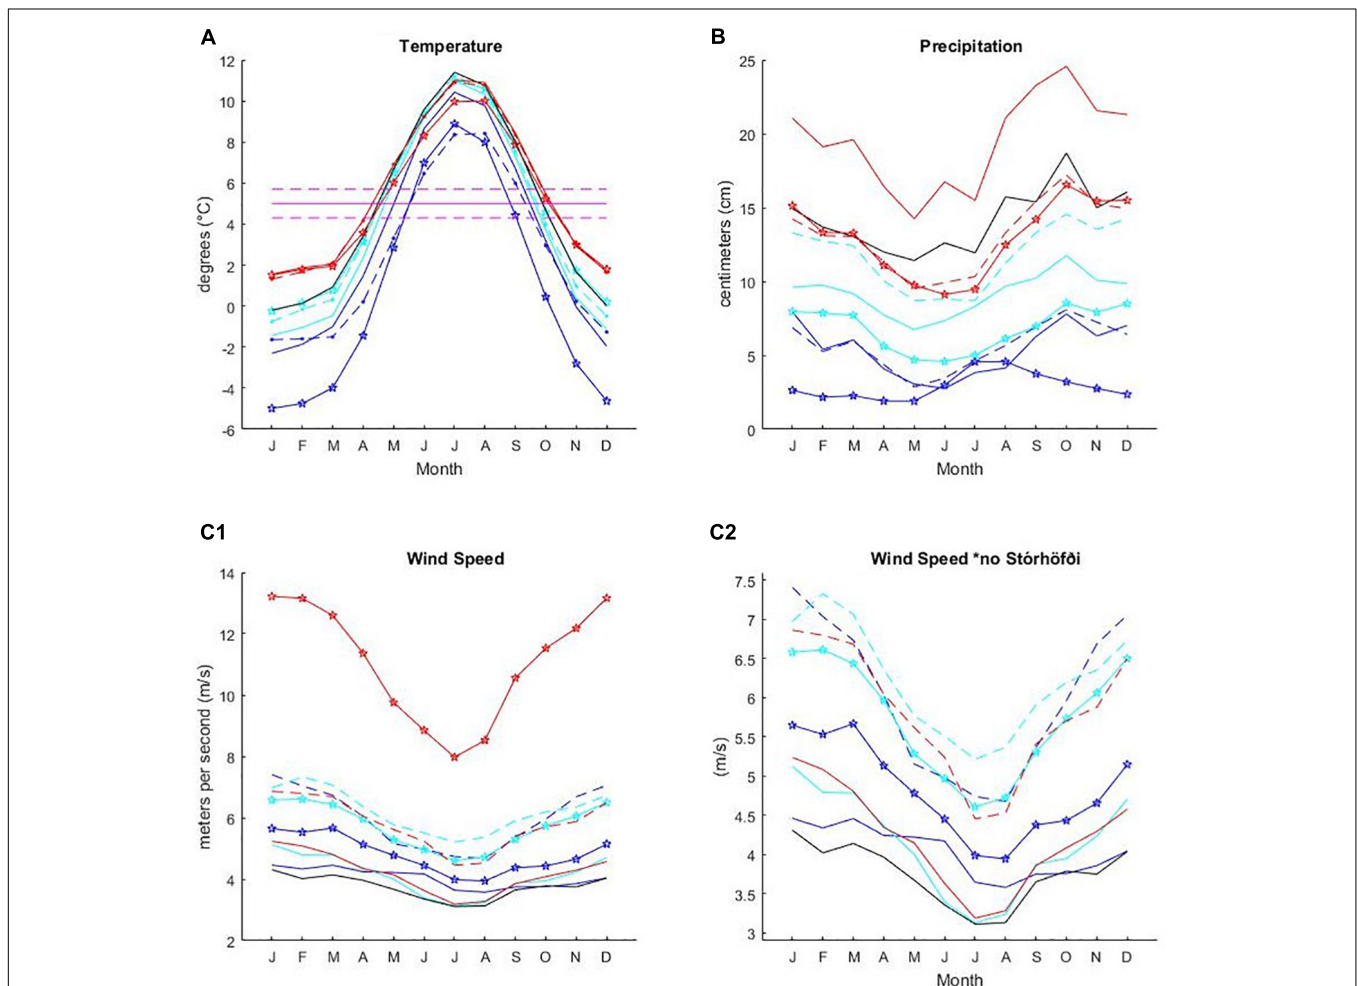 A
Temperature
degrees (°C)
12
10
8
6
4
2
0
-2
-4
-6
J F M A M J J A S O N D
Month
B
Precipitation
centimeters (cm)
25
20
15
10
5
0
J F M A M J J A S O N D
Month
C1
Wind Speed
meters per second (m/s)
14
12
10
8
6
4
2
J F M A M J J A S O N D
C2
Wind Speed *no Stórhöfði
(m/s)
7.5
7
6.5
6
5.5
5
4.5
4
3.5
3
J F M A M J J A S O N D
Month